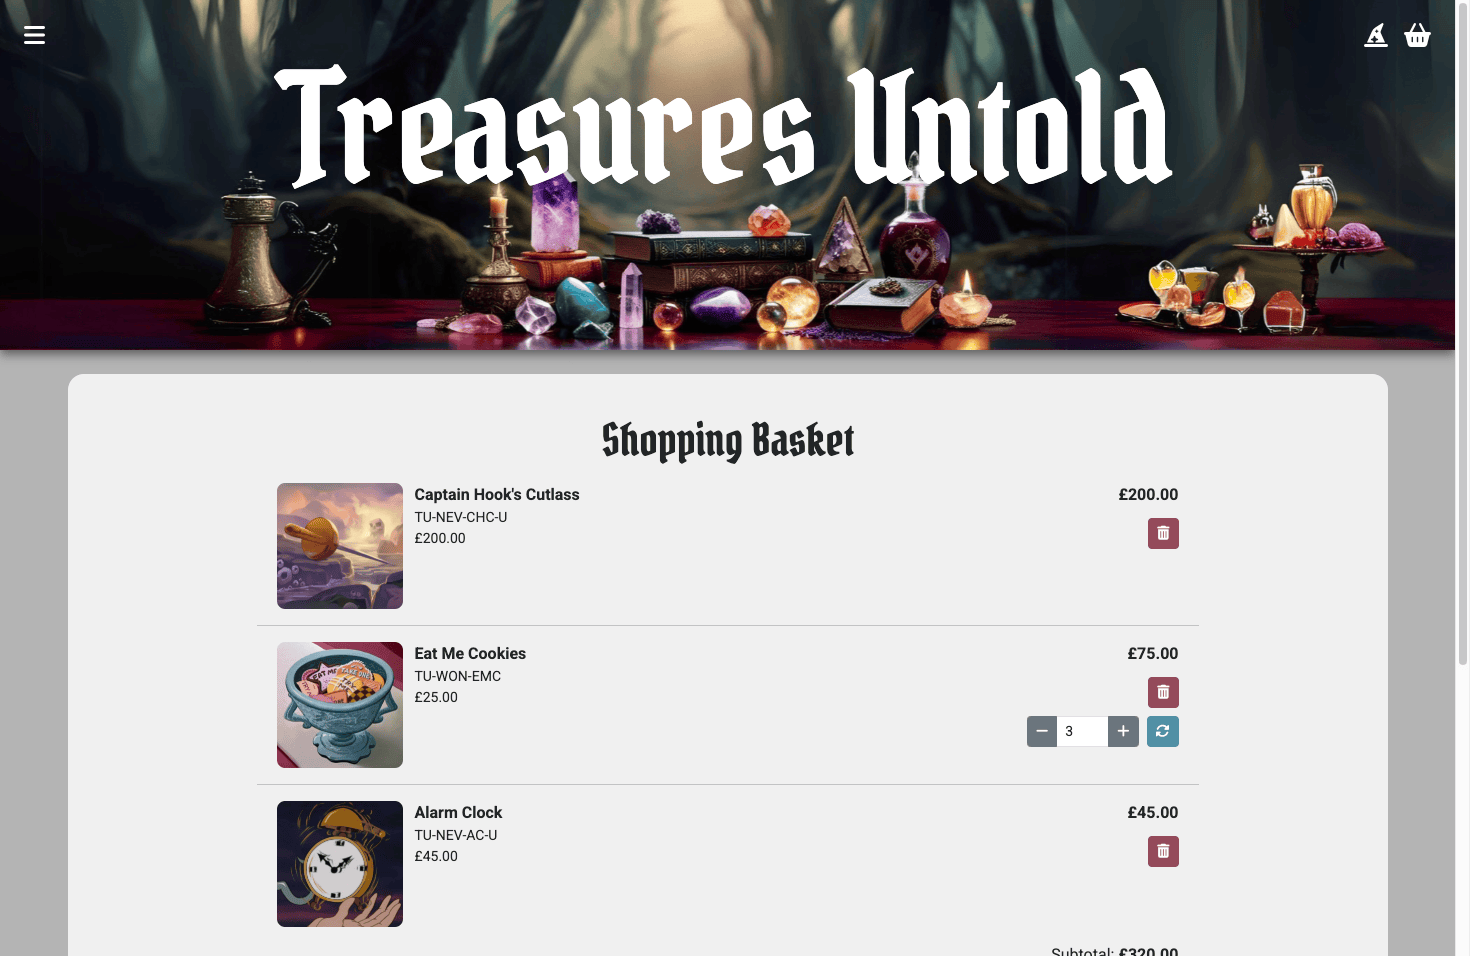 Treasures Untold
Shopping Basket
Captain Hook's Cutlass
£200.00
TU-NEV-CHC-U
£200.00
Eat Me Cookies
£75.00
TU-WON-EMC
£25.00
3
Alarm Clock
£45.00
TU-NEV-AC-U
£45.00
Subtotal: £320.00